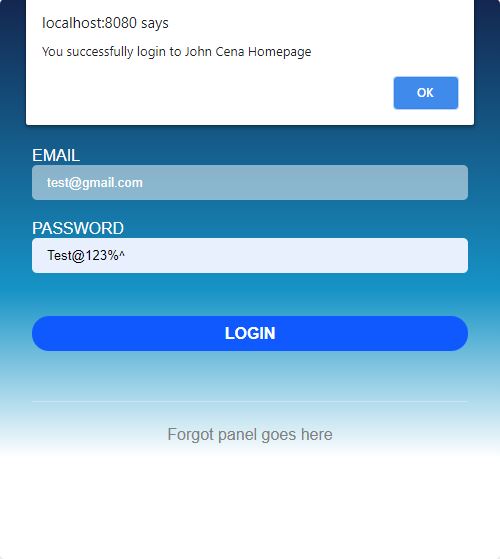 localhost:8080 says
You successfully login to John Cena Homepage
OK
EMAIL
test@gmail.com
PASSWORD
Test@123%^
LOGIN
Forgot panel goes here